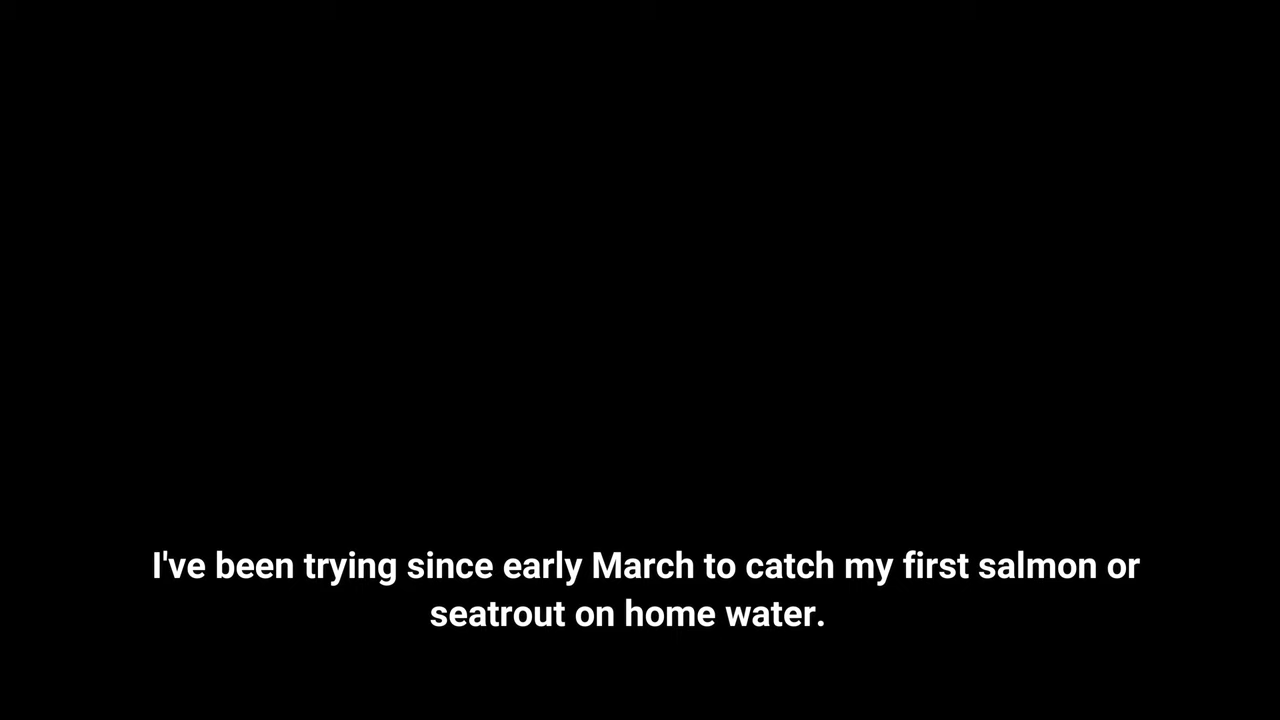 I've been trying since early March to catch my first salmon or
seatrout on home water.